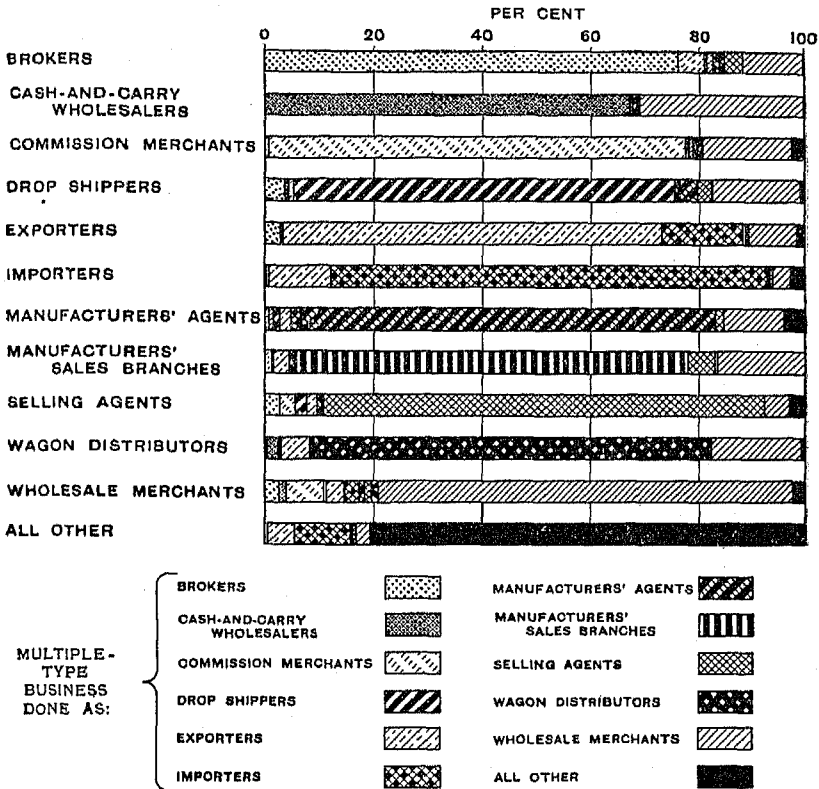 PER CENT
0 20 40 60 80 100
BROKERS
CASH-AND-CARRY
WHOLESALERS
COMMISSION MERCHANTS
DROP SHIPPERS
EXPORTERS
IMPORTERS
MANUFACTURERS' AGENTS
MANUFACTURERS'
SALES BRANCHES
SELLING AGENTS
WAGON DISTRIBUTORS
WHOLESALE MERCHANTS
ALL OTHER
MULTIPLE-
TYPE
BUSINESS
DONE AS:
BROKERS
CASH-AND-CARRY
WHOLESALERS
COMMISSION MERCHANTS
DROP SHIPPERS
EXPORTERS
IMPORTERS
MANUFACTURERS' AGENTS
MANUFACTURERS'
SALES BRANCHES
SELLING AGENTS
WAGON DISTRIBUTORS
WHOLESALE MERCHANTS
ALL OTHER